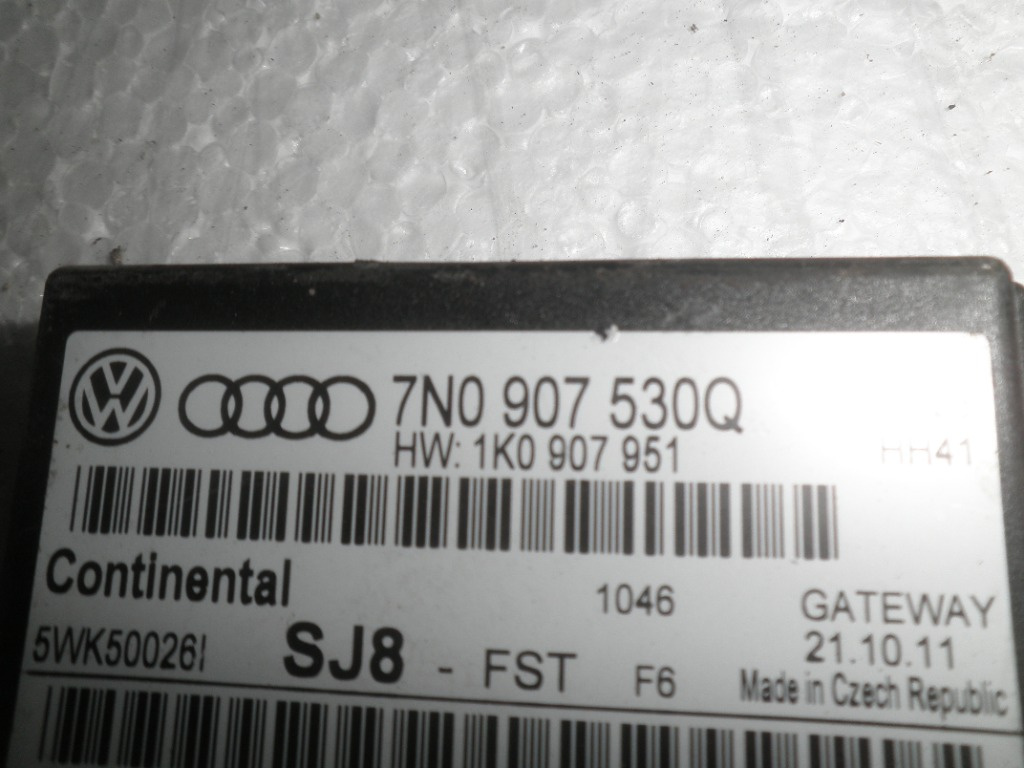 7N0 907 530Q
HW: 1K0 907 951 HH41
Continental 1046 GATEWAY
5WK50026I SJ8 - FST F6 21.10.11
Made in Czech Republic